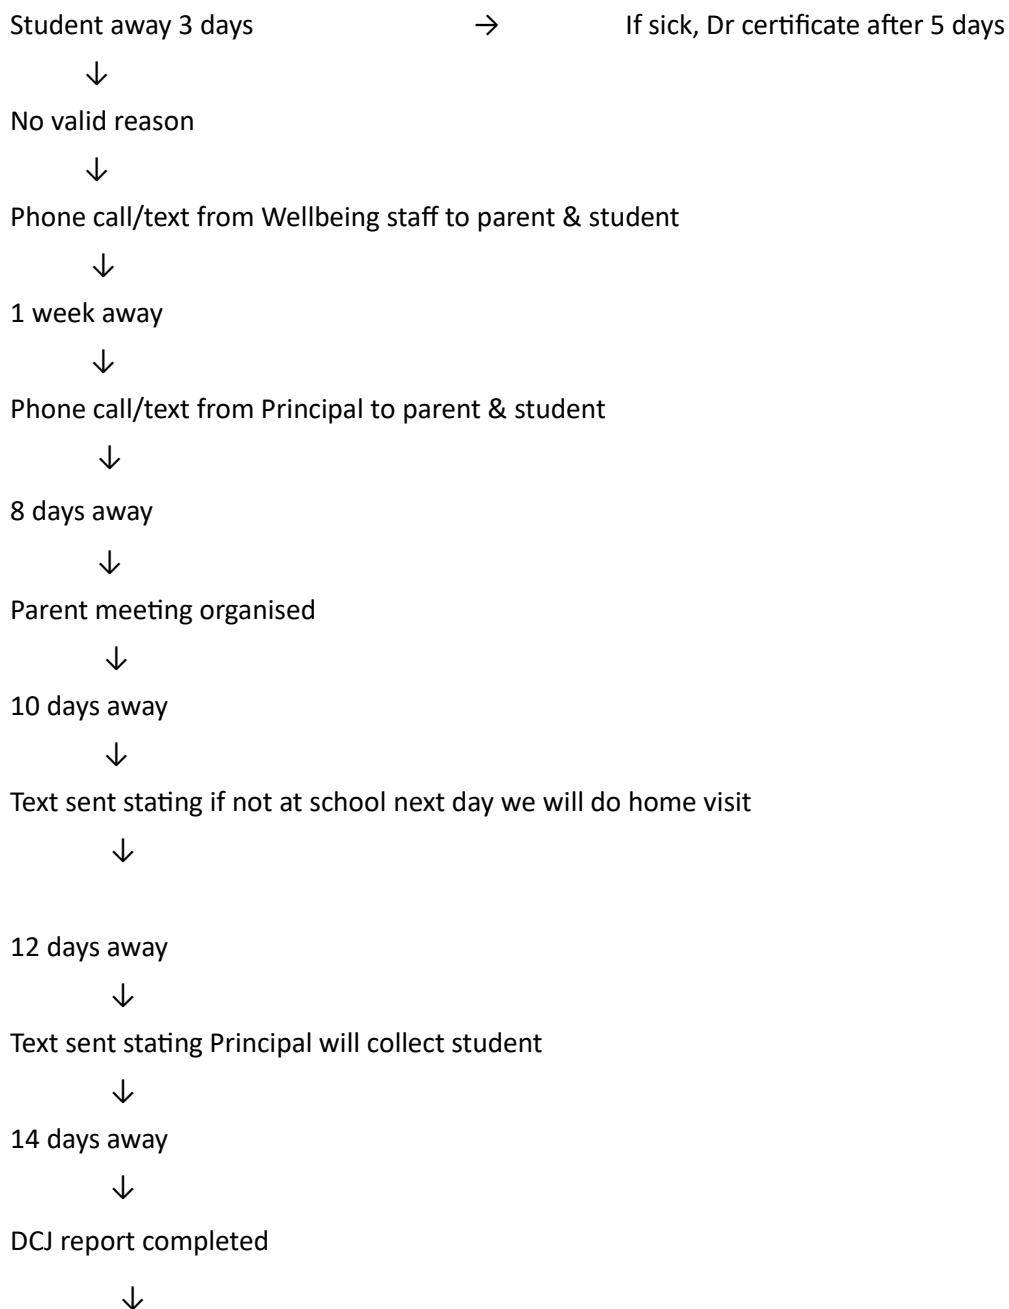 Student away 3 days → If sick, Dr certificate after 5 days
↓
No valid reason
↓
Phone call/text from Wellbeing staff to parent & student
↓
1 week away
↓
Phone call/text from Principal to parent & student
↓
8 days away
↓
Parent meeting organised
↓
10 days away
↓
Text sent stating if not at school next day we will do home visit
↓
12 days away
↓
Text sent stating Principal will collect student
↓
14 days away
↓
DCJ report completed
↓